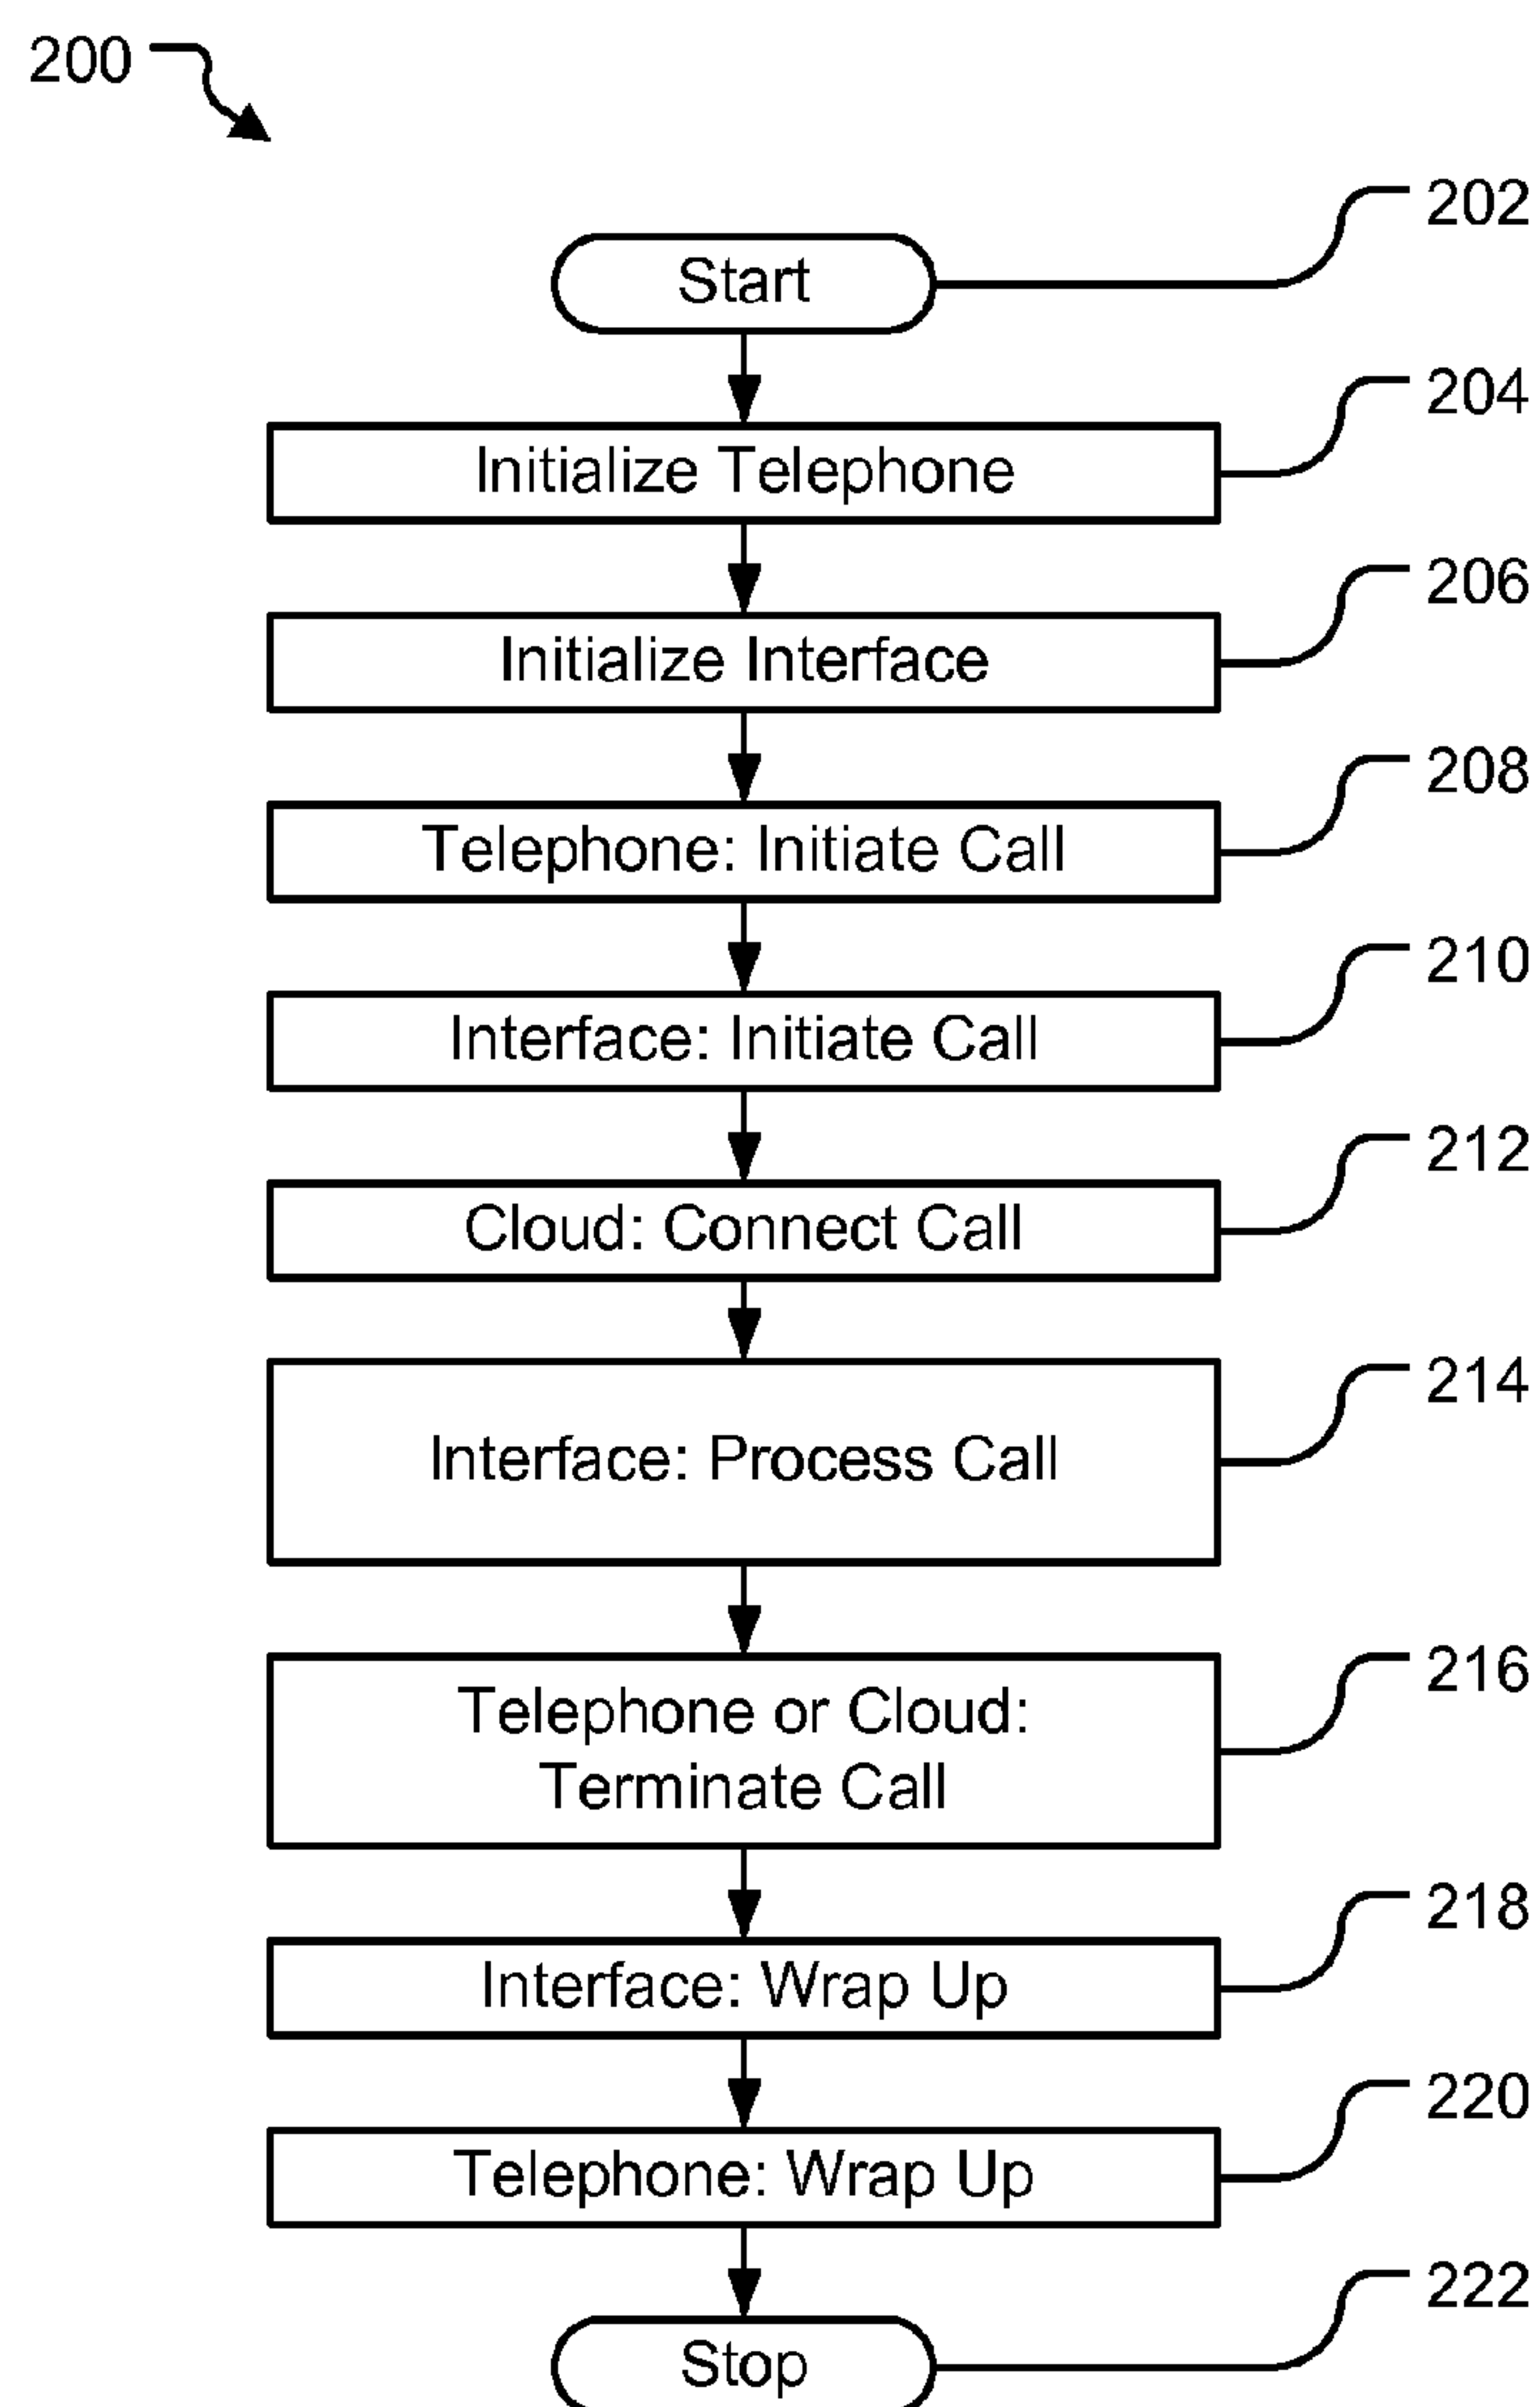 200
202
Start
204
Initialize Telephone
206
Initialize Interface
208
Telephone: Initiate Call
210
Interface: Initiate Call
212
Cloud: Connect Call
214
Interface: Process Call
216
Telephone or Cloud:
Terminate Call
218
Interface: Wrap Up
220
Telephone: Wrap Up
222
Stop